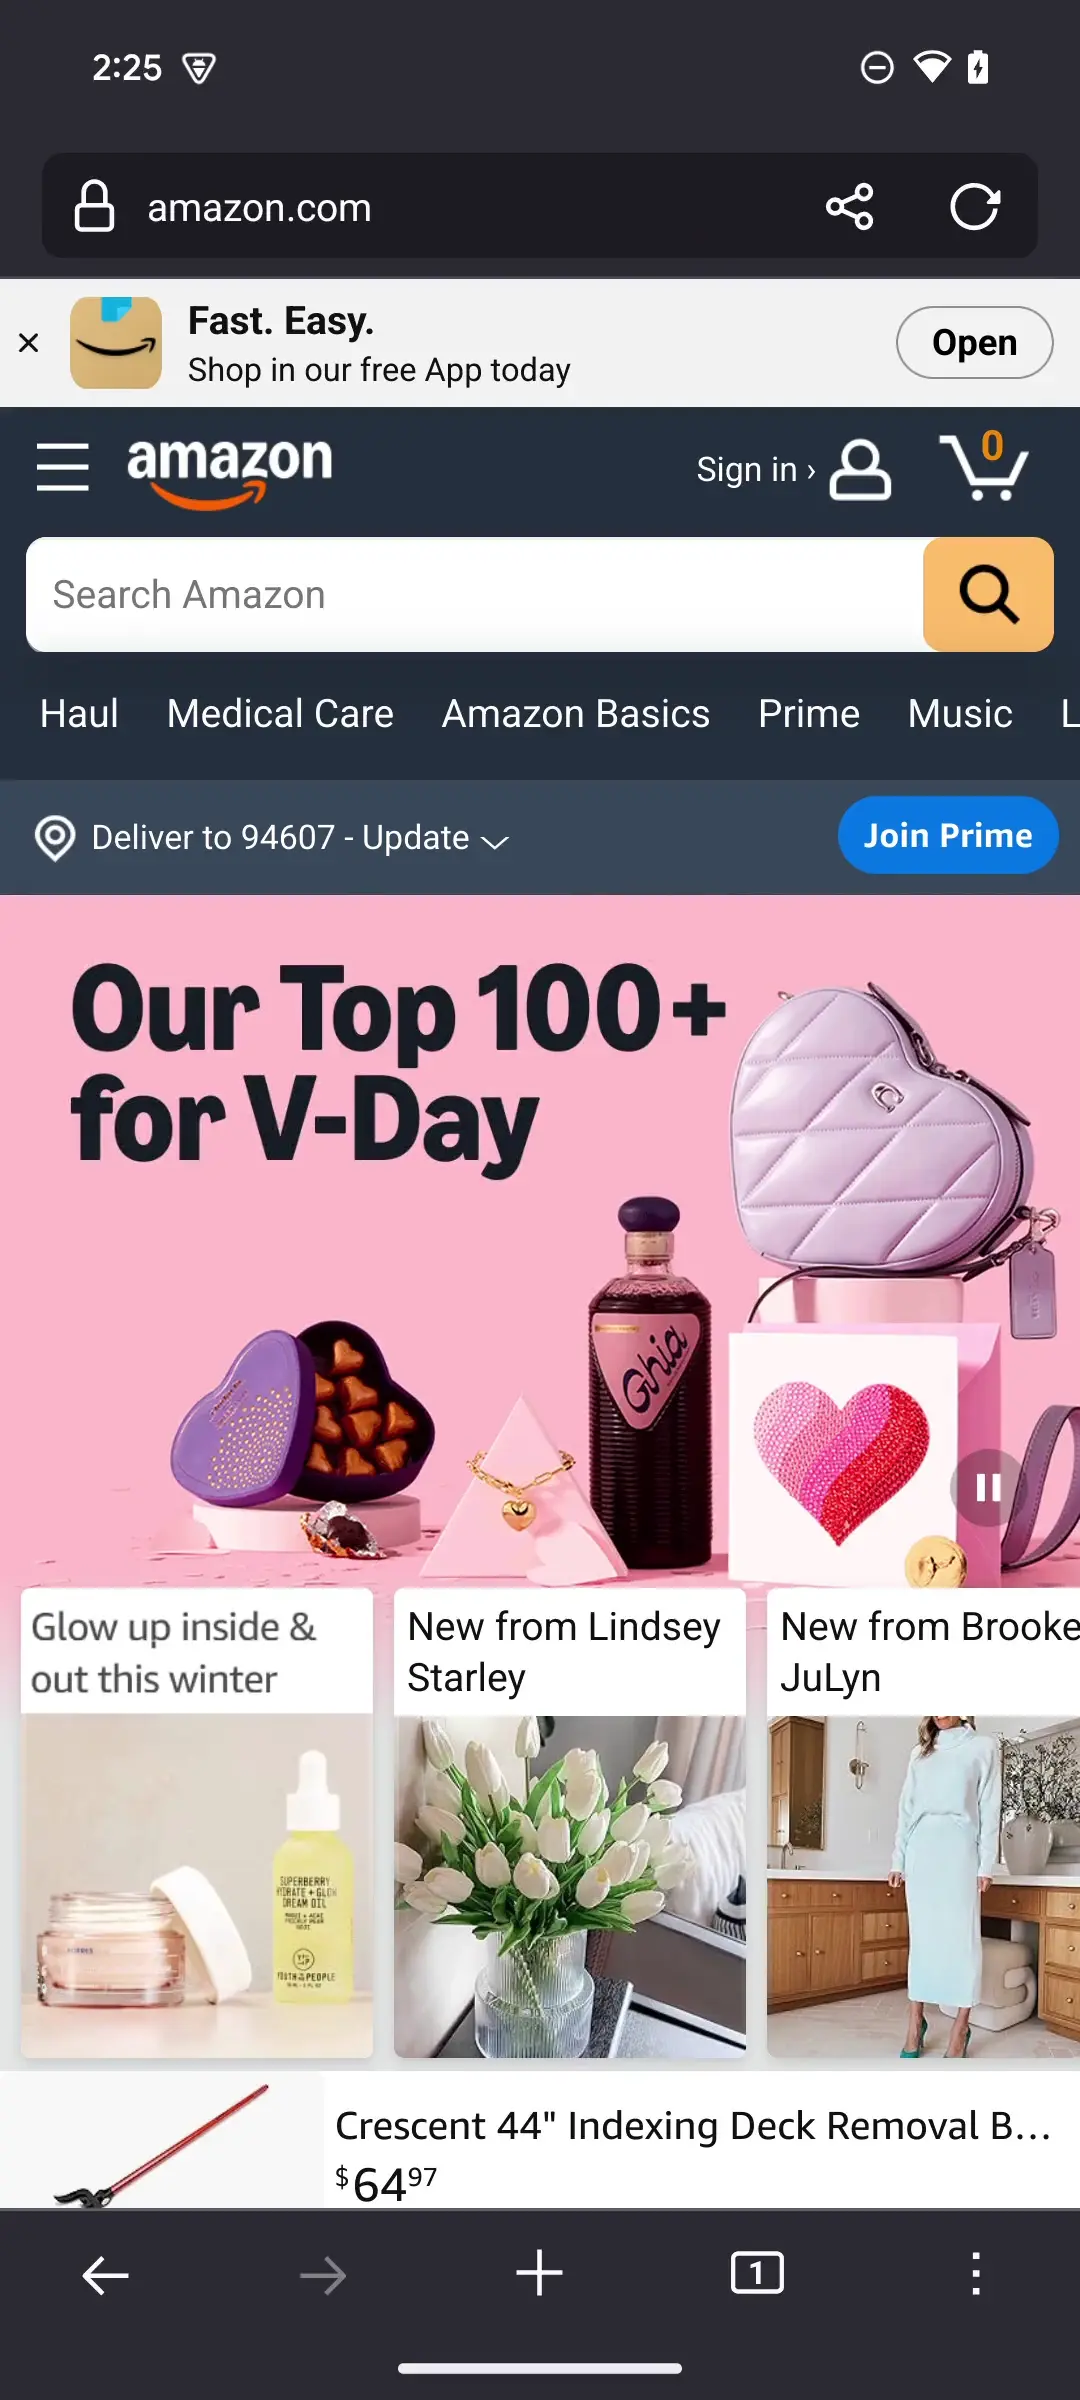 2:25
amazon.com
Fast. Easy.
Shop in our free App today
Open
amazon
Sign in ›
0
Search Amazon
Haul Medical Care Amazon Basics Prime Music L
Deliver to 94607 - Update
Join Prime
Our Top 100+
for V-Day
Ghia
Glow up inside &
out this winter
New from Lindsey
Starley
New from Brooke
JuLyn
SUPERBERRY
HYDRATE + GLOW
DREAM OIL
YOUTH TO THE PEOPLE
Crescent 44" Indexing Deck Removal B...
$64 97
1